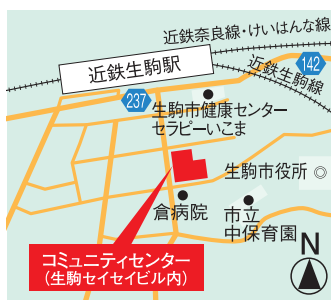 近鉄奈良線・けいはんな線
近鉄生駒駅
142
近鉄生駒線
237
生駒市健康センター
セラピーいこま
生駒市役所
倉病院
市立
中保育園
コミュニティセンター
（生駒セイセイビル内）
N